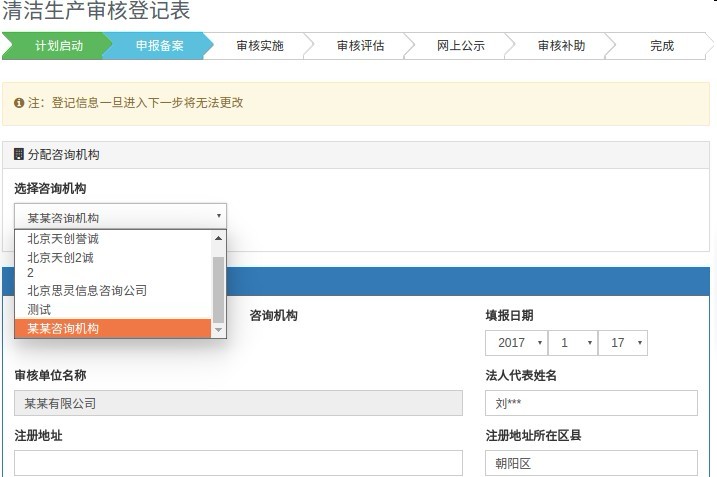 清洁生产审核登记表
计划启动 申报备案 审核实施 审核评估 网上公示 审核补助 完成
注：登记信息一旦进入下一步将无法更改
分配咨询机构
选择咨询机构
某某咨询机构
北京天创誉诚
北京天创2诚
2
北京思灵信息咨询公司
测试
某某咨询机构
咨询机构 填报日期
2017 1 17
审核单位名称 法人代表姓名
某某有限公司 刘***
注册地址 注册地址所在区县
朝阳区